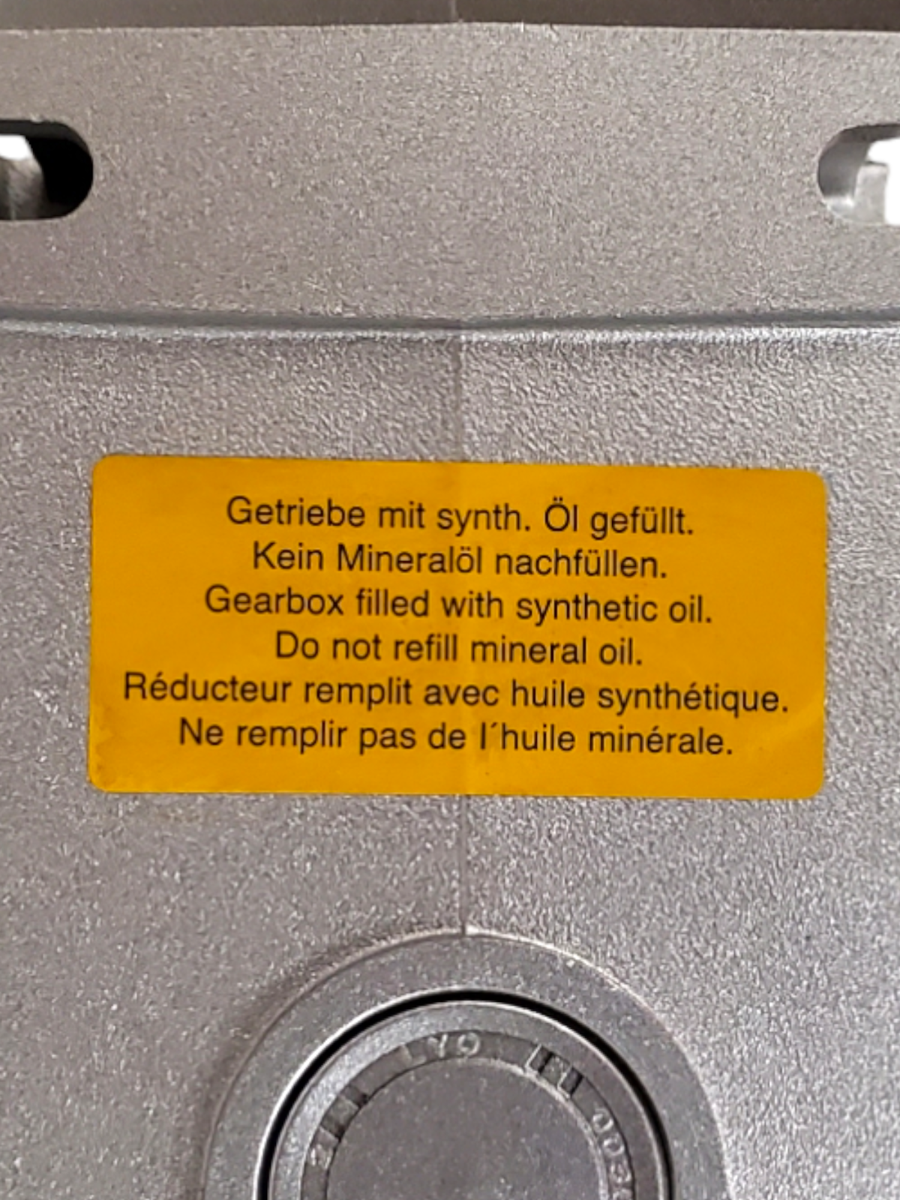 Getriebe mit synth. Öl gefüllt.
Kein Mineralöl nachfüllen.
Gearbox filled with synthetic oil.
Do not refill mineral oil.
Réducteur remplit avec huile synthétique.
Ne remplir pas de l´huile minérale.